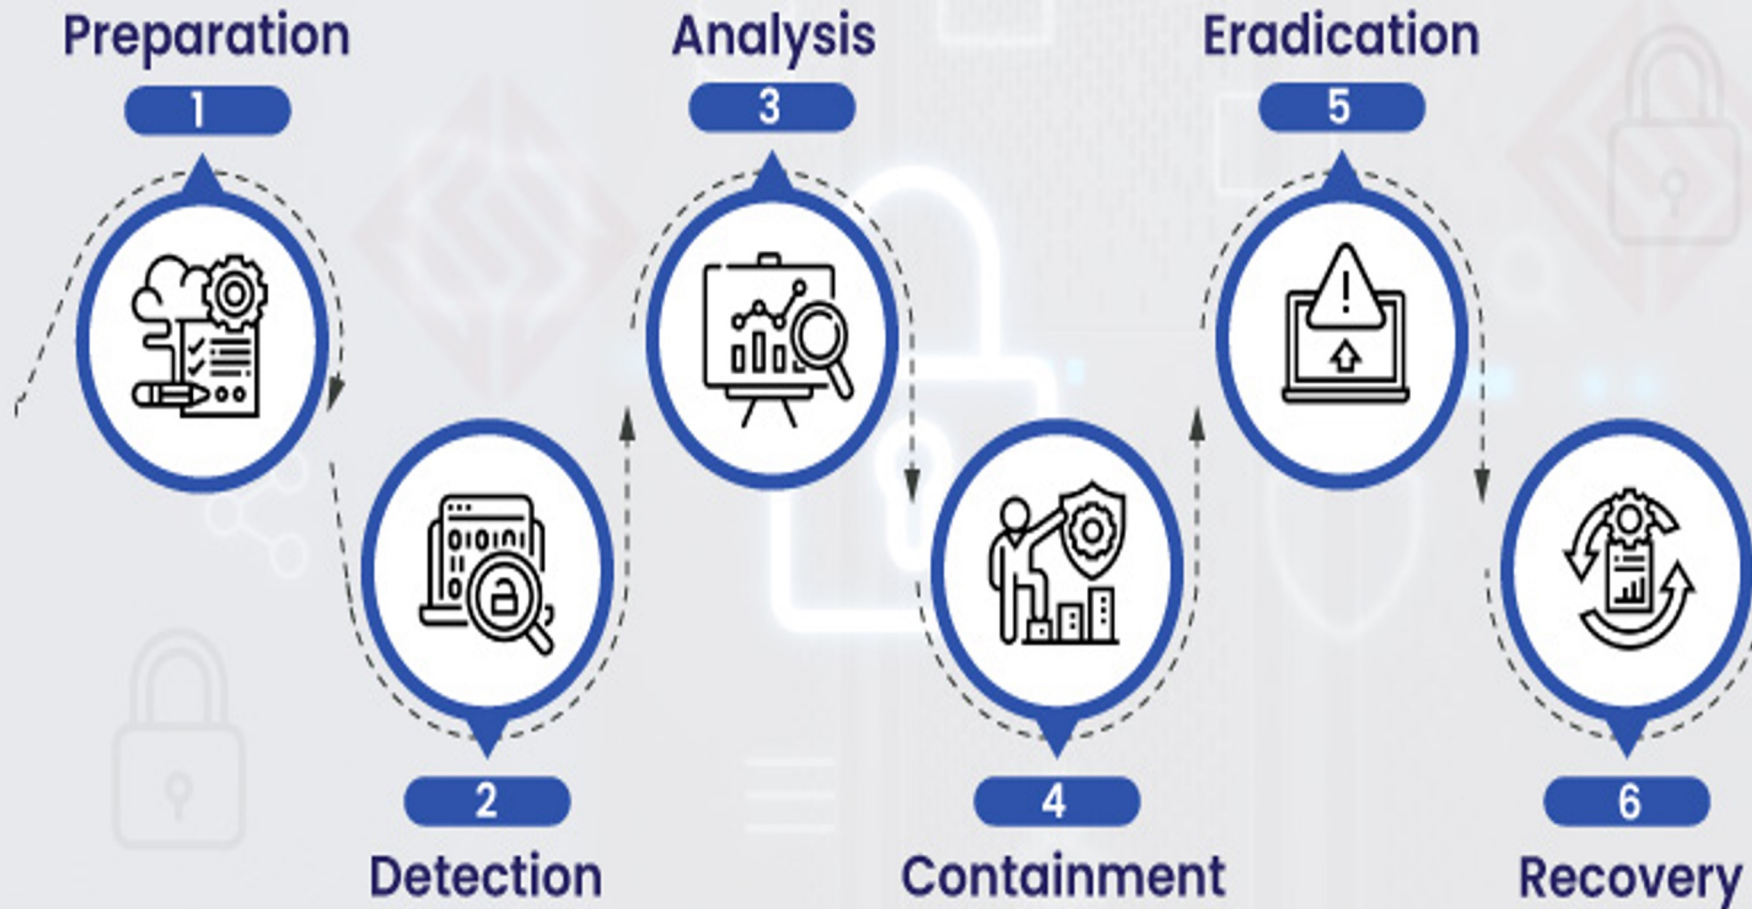 Preparation
1
2
Detection
Analysis
3
4
Containment
Eradication
5
6
Recovery